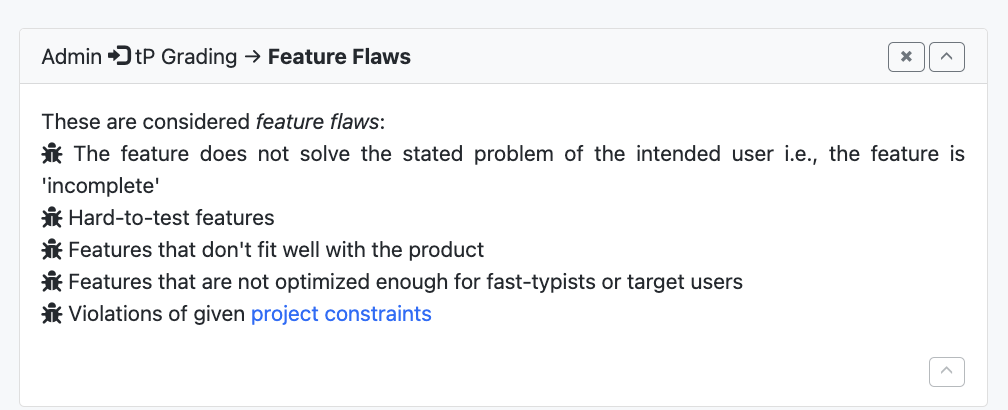 Admin tP Grading → Feature Flaws
These are considered feature flaws:
The feature does not solve the stated problem of the intended user i.e., the feature is
'incomplete'
Hard-to-test features
Features that don't fit well with the product
Features that are not optimized enough for fast-typists or target users
Violations of given project constraints